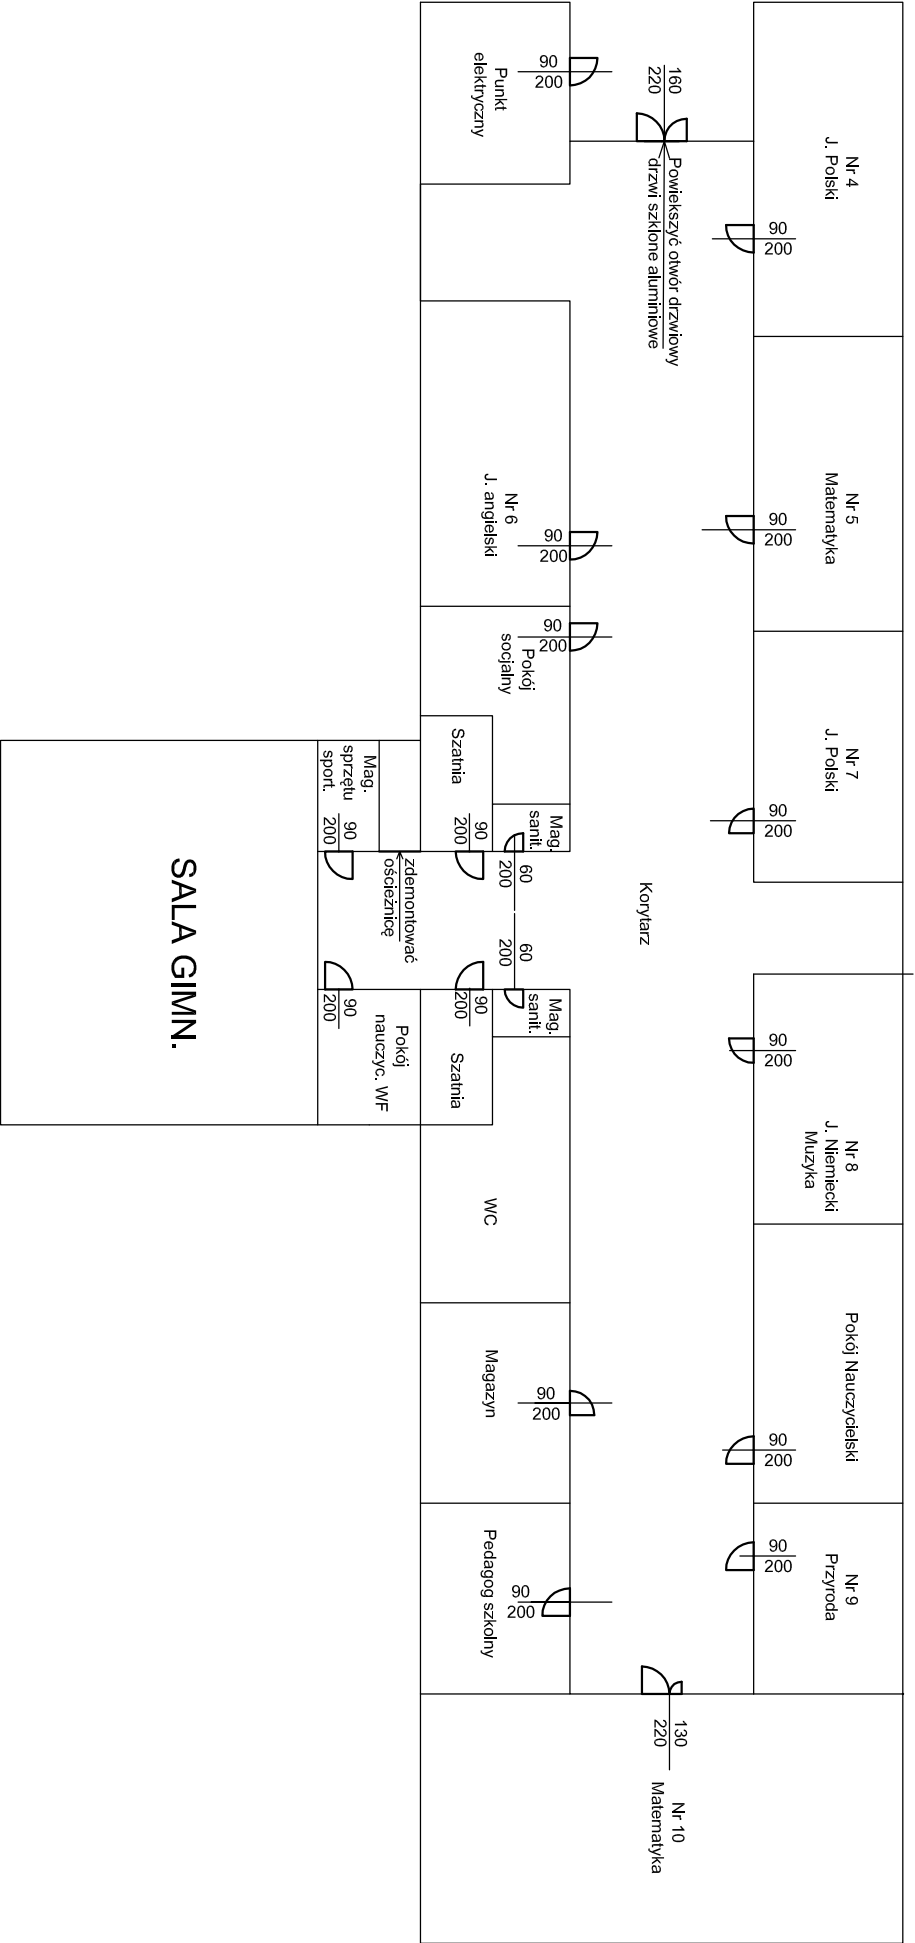 Nr 4
J. Polski
90
200
Nr 5
Matematyka
90
200
Nr 7
J. Polski
90
200
Nr 8
J. Niemiecki
Muzyka
90
200
Pokój Nauczycielski
90
200
Nr 9
Przyroda
90
200
160
220
Powiekszyć otwór drzwiowy
drzwi szklone aluminiowe
Korytarz
130
220
Nr 10
Matematyka
Punkt
elektryczny
90
200
Nr 6
J. angielski
90
200
Pokój
socjalny
90
200
Mag.
sanit.
60
200
60
200
Mag.
sanit.
Szatnia
90
200
90
200
Szatnia
WC
Magazyn
90
200
Pedagog szkolny
90
200
zdemontować
ościeżnicę
Mag.
sprzętu
sport.
90
200
90
200
Pokój
nauczyc. WF
SALA GIMN.